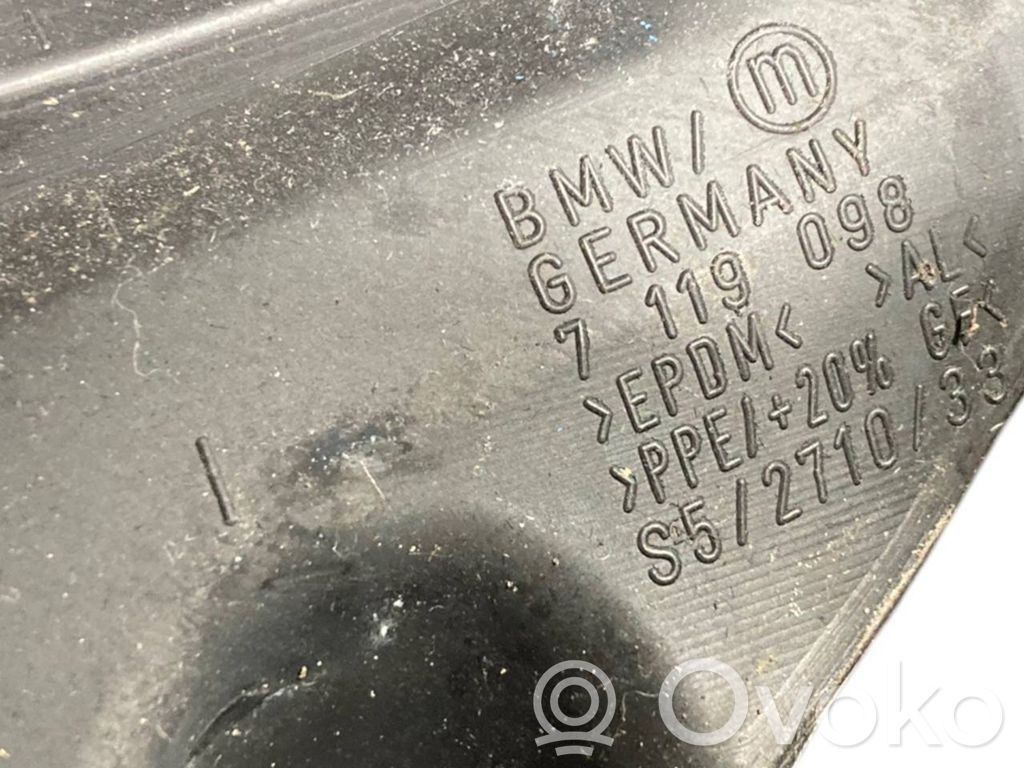 m
BMW/
GERMANY
7 119 098
>EPDM< >AL<
>PPE/+20% GF<
S5/2710/33
Ovoko